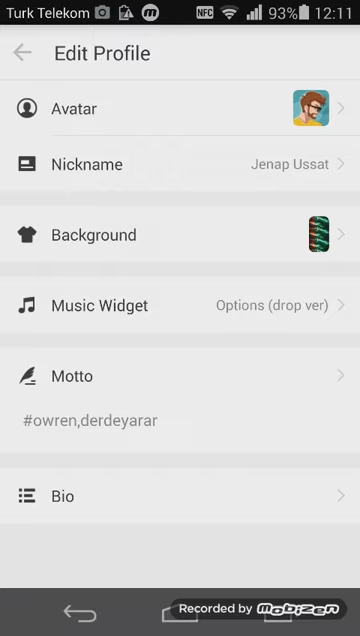 Turk Telekom NFC 93% 12:11
Edit Profile
Avatar
Nickname Jenap Ussat
Background
Music Widget Options (drop ver)
Motto
#owren,derdeyarar
Bio
Recorded by mobizen